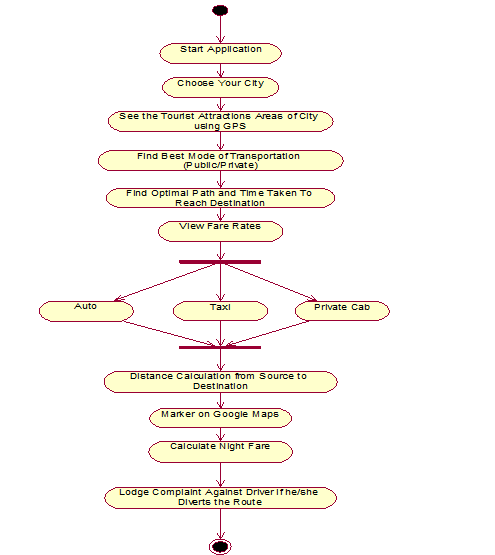 Start Application
Choose Your City
See the Tourist Attractions Areas of City
using GPS
Find Best Mode of Transportation
(Public/Private)
Find Optimal Path and Time Taken To
Reach Destination
View Fare Rates
Auto
Taxi
Private Cab
Distance Calculation from Source to
Destination
Marker on Google Maps
Calculate Night Fare
Lodge Complaint Against Driver if he/she
Diverts the Route